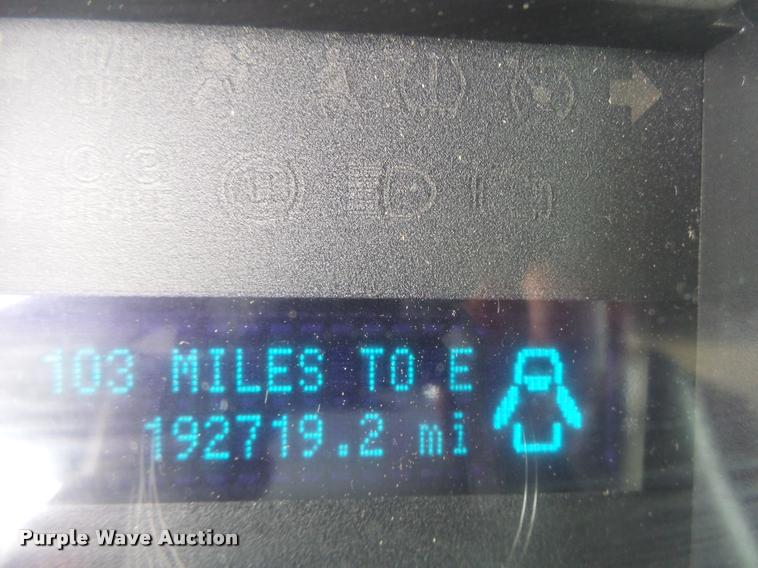 103 MILES TO E
192719.2 mi
Purple Wave Auction